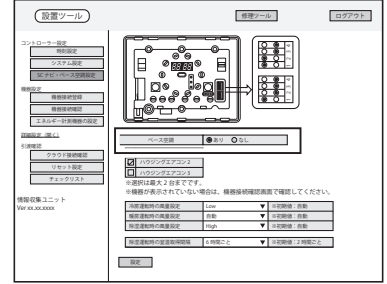 設置ツール
修理ツール
ログアウト
コントローラー設定
時刻設定
システム設定
SC ナビ・ベース空調設定
機器設定
機器接続登録
機器接続確認
エネルギー計測機器の設定
詳細設定（開く）
引渡確認
クラウド接続確認
リセット設定
チェックリスト
情報収集ユニット
Ver xx.xx.xxxx
ベース空調
あり
なし
ハウジングエアコン 2
ハウジングエアコン 3
※選択は最大 2 台までです。
※機器が表示されていない場合は、機器接続確認画面で確認してください。
冷房運転時の風量設定 Low ▼ ※初期値：自動
暖房運転時の風量設定 自動 ▼ ※初期値：自動
除湿運転時の風量設定 High ▼ ※初期値：自動
除湿運転時の室温取得間隔 6 時間ごと ▼ ※初期値：2 時間ごと
設定